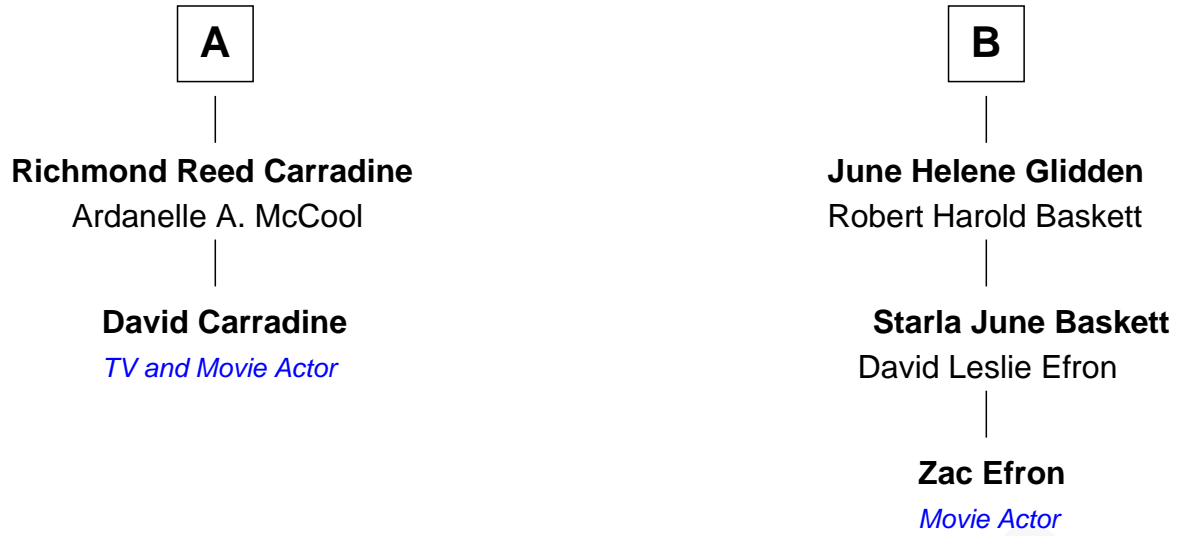 A
Richmond Reed Carradine
Ardanelle A. McCool
David Carradine
TV and Movie Actor
B
June Helene Glidden
Robert Harold Baskett
Starla June Baskett
David Leslie Efron
Zac Efron
Movie Actor